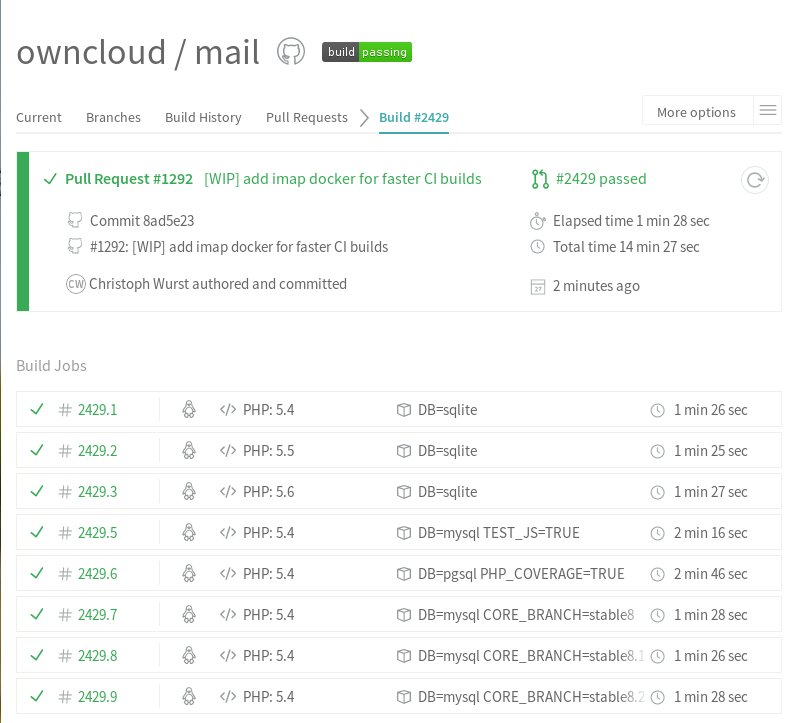 owncloud / mail build passing
Current Branches Build History Pull Requests Build #2429 More options
Pull Request #1292 [WIP] add imap docker for faster CI builds #2429 passed
Commit 8ad5e23 Elapsed time 1 min 28 sec
#1292: [WIP] add imap docker for faster CI builds Total time 14 min 27 sec
CW Christoph Wurst authored and committed 27 2 minutes ago
Build Jobs
# 2429.1 </> PHP: 5.4 DB=sqlite 1 min 26 sec
# 2429.2 </> PHP: 5.5 DB=sqlite 1 min 25 sec
# 2429.3 </> PHP: 5.6 DB=sqlite 1 min 27 sec
# 2429.5 </> PHP: 5.4 DB=mysql TEST_JS=TRUE 2 min 16 sec
# 2429.6 </> PHP: 5.4 DB=pgsql PHP_COVERAGE=TRUE 2 min 46 sec
# 2429.7 </> PHP: 5.4 DB=mysql CORE_BRANCH=stable8 1 min 28 sec
# 2429.8 </> PHP: 5.4 DB=mysql CORE_BRANCH=stable8.1 1 min 26 sec
# 2429.9 </> PHP: 5.4 DB=mysql CORE_BRANCH=stable8.2 1 min 28 sec